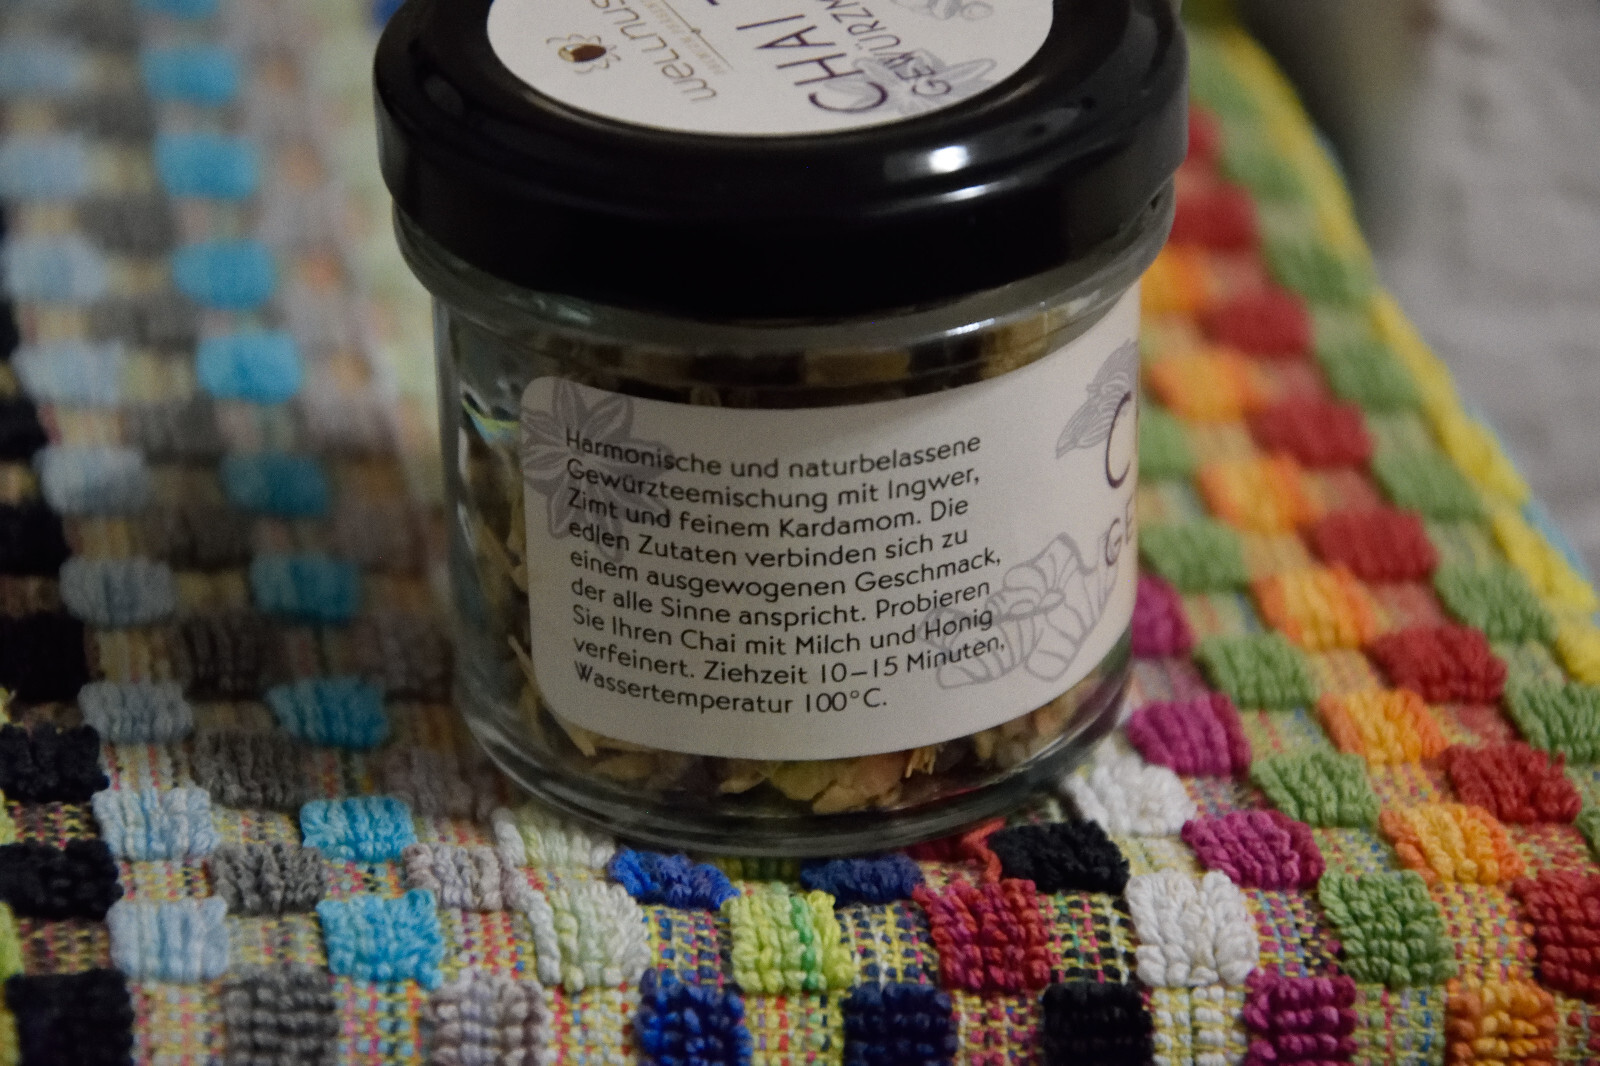 wellnuss
CHAI
Harmonische und naturbelassene
Gewürzteemischung mit Ingwer,
Zimt und feinem Kardamom. Die
edlen Zutaten verbinden sich zu
einem ausgewogenen Geschmack,
der alle Sinne anspricht. Probieren
Sie Ihren Chai mit Milch und Honig
verfeinert. Ziehzeit 10–15 Minuten,
Wassertemperatur 100°C.